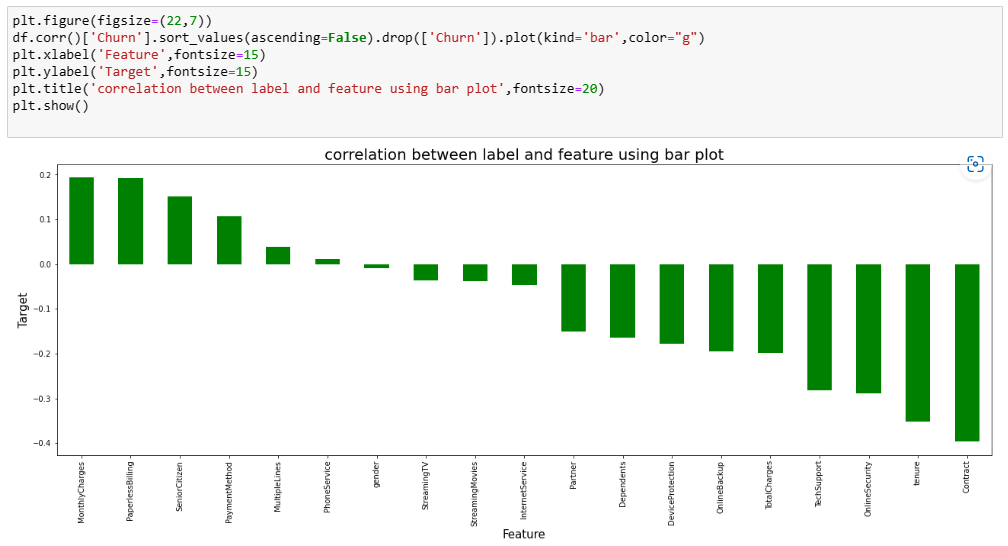 plt.figure(figsize=(22,7))
df.corr()['Churn'].sort_values(ascending=False).drop(['Churn']).plot(kind='bar',color="g")
plt.xlabel('Feature',fontsize=15)
plt.ylabel('Target',fontsize=15)
plt.title('correlation between label and feature using bar plot',fontsize=20)
plt.show()
correlation between label and feature using bar plot
0.2
0.1
0.0
−0.1
−0.2
−0.3
−0.4
Target
MonthlyCharges
PaperlessBilling
SeniorCitizen
PaymentMethod
MultipleLines
PhoneService
gender
StreamingTV
StreamingMovies
InternetService
Partner
Dependents
DeviceProtection
OnlineBackup
TotalCharges
TechSupport
OnlineSecurity
tenure
Contract
Feature